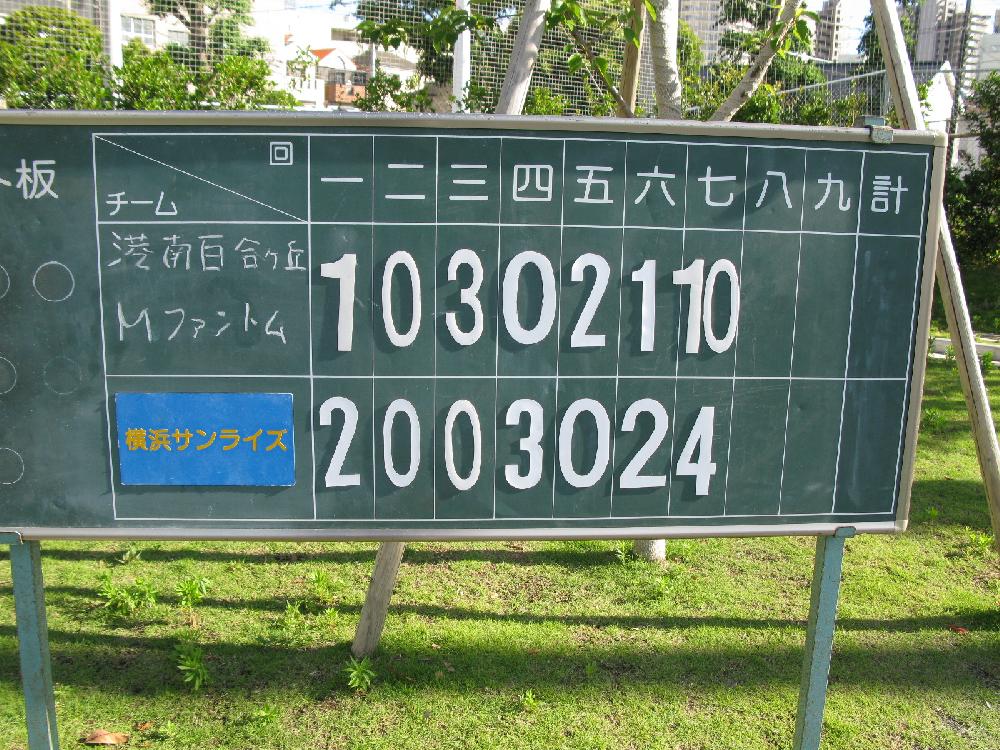 板
回
チーム 一 二 三 四 五 六 七 八 九 計
港南百合ヶ丘
Mファントム
1 0 3 0 2 1 10
横浜サンライズ 2 0 0 3 0 2 4